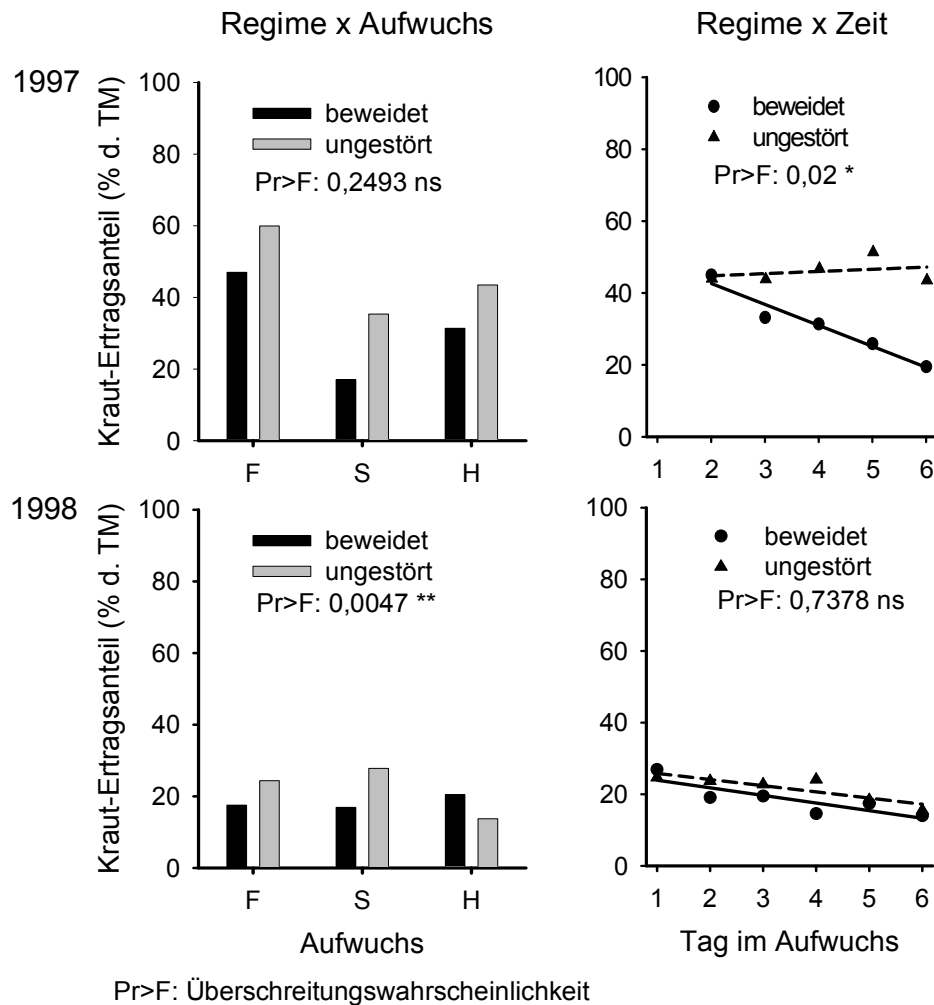 Regime x Aufwuchs
Regime x Zeit
1997
Kraut-Ertragsanteil (% d. TM)
100
80
60
40
20
0
beweidet
ungestört
Pr>F: 0,2493 ns
F S H
100
80
60
40
20
0
beweidet
ungestört
Pr>F: 0,02 *
1 2 3 4 5 6
1998
Kraut-Ertragsanteil (% d. TM)
100
80
60
40
20
0
beweidet
ungestört
Pr>F: 0,0047 **
F S H
Aufwuchs
100
80
60
40
20
0
beweidet
ungestört
Pr>F: 0,7378 ns
1 2 3 4 5 6
Tag im Aufwuchs
Pr>F: Überschreitungswahrscheinlichkeit